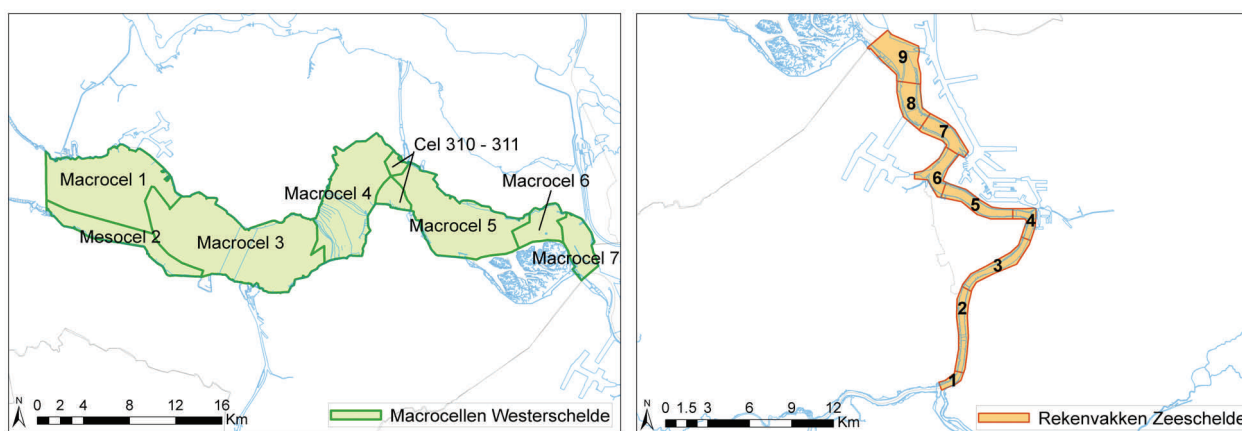 Macrocel 1
Mesocel 2
Macrocel 3
Macrocel 4
Cel 310 - 311
Macrocel 5
Macrocel 6
Macrocel 7
N
0 2 4 8 12 16
Km
Macrocellen Westerschelde
9
8
7
6
5
4
3
2
1
N
0 1.5 3 6 9 12
Km
Rekenvakken Zeeschelde